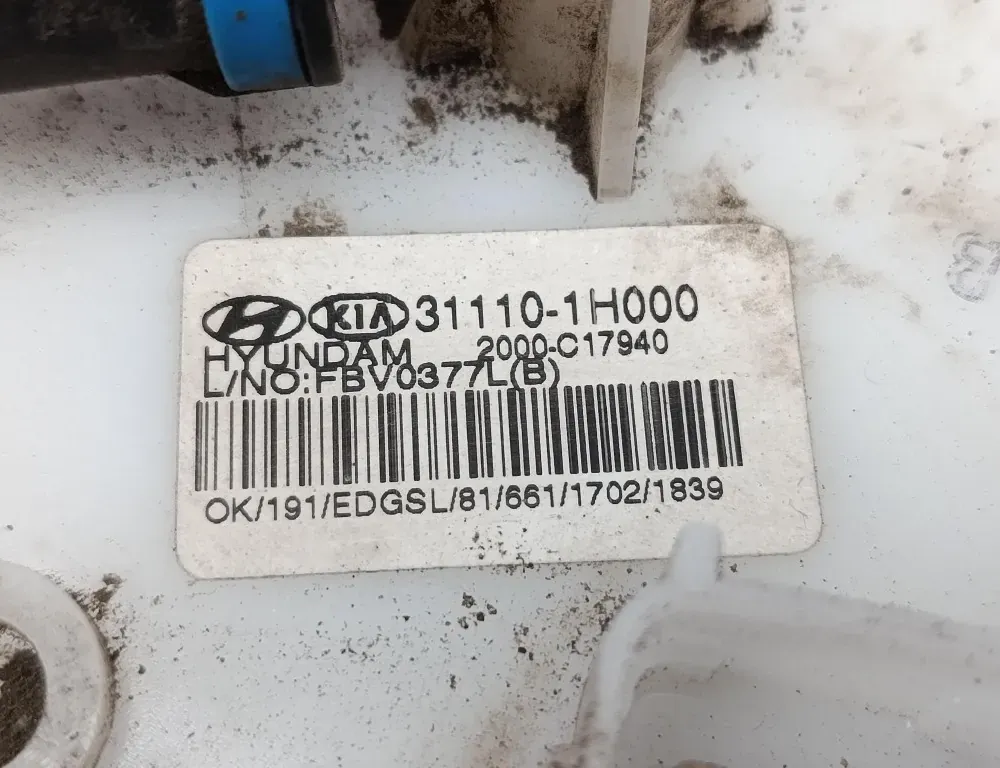 KIA 31110-1H000
HYUNDAM 2000-C17940
L/NO:FBV0377L(B)
OK/191/EDGSL/81/661/1702/1839